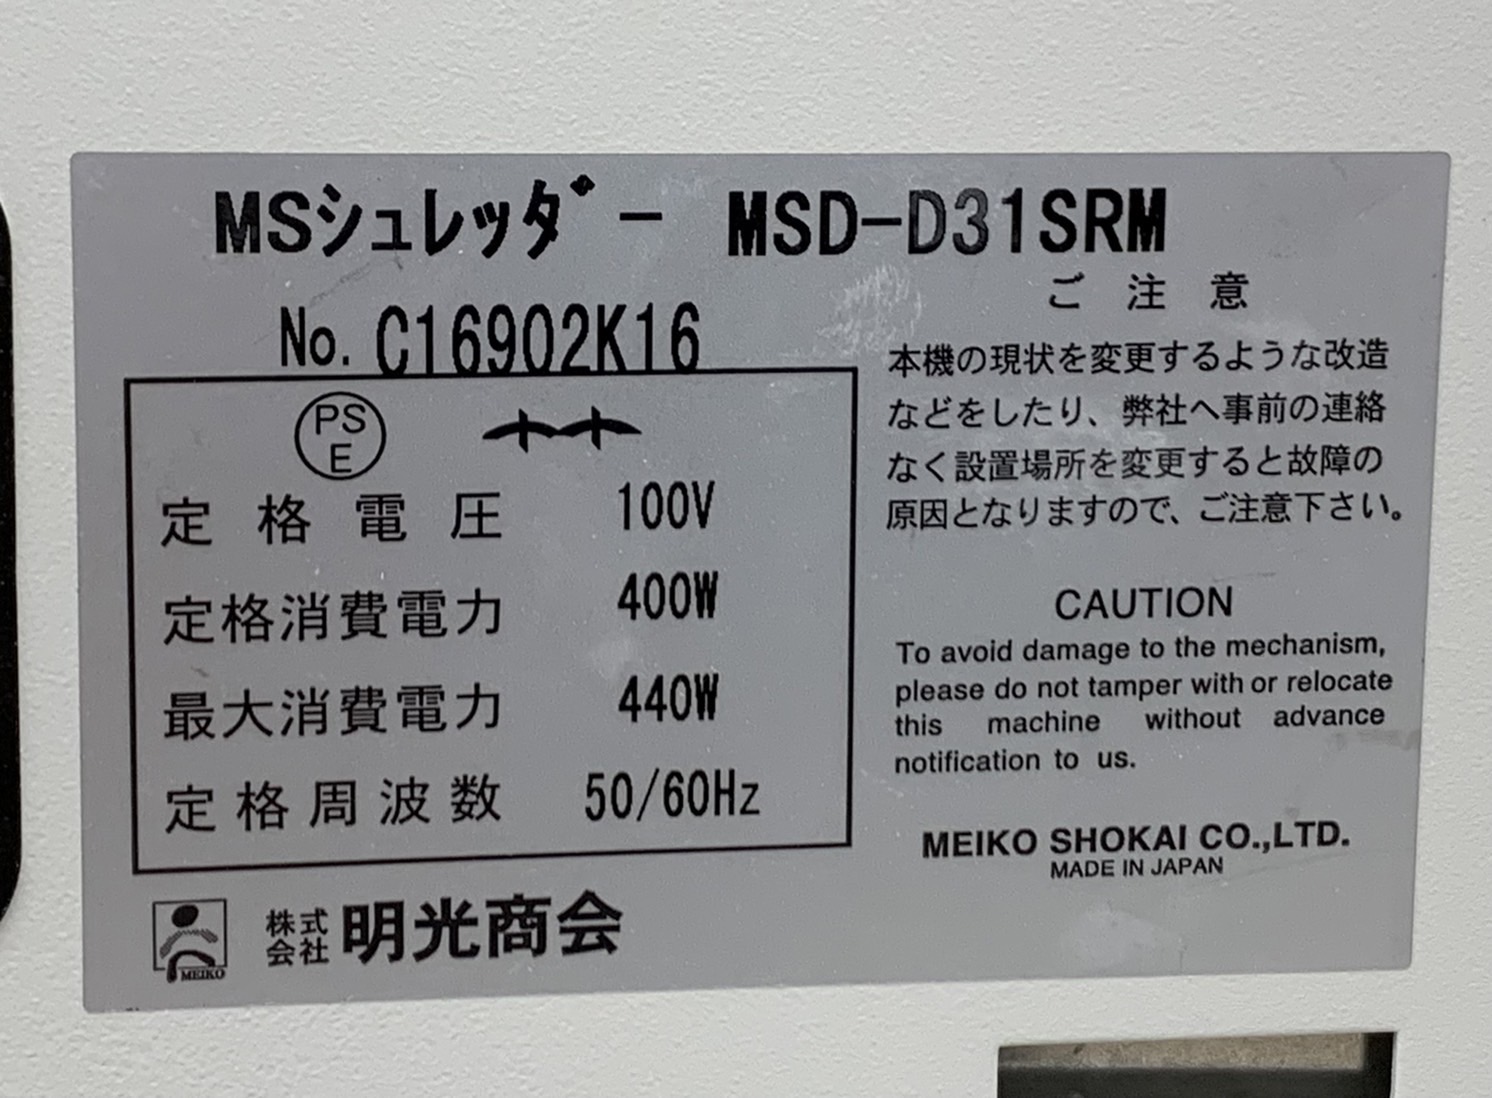 MSシュレッダー MSD-D31SRM
No. C16902K16
PS
E
定格電圧 100V
定格消費電力 400W
最大消費電力 440W
定格周波数 50/60Hz
ご注意
本機の現状を変更するような改造
などをしたり、弊社へ事前の連絡
なく設置場所を変更すると故障の
原因となりますので、ご注意下さい。
CAUTION
To avoid damage to the mechanism,
please do not tamper with or relocate
this machine without advance
notification to us.
MEIKO SHOKAI CO.,LTD.
MADE IN JAPAN
MEIKO
株式会社 明光商会